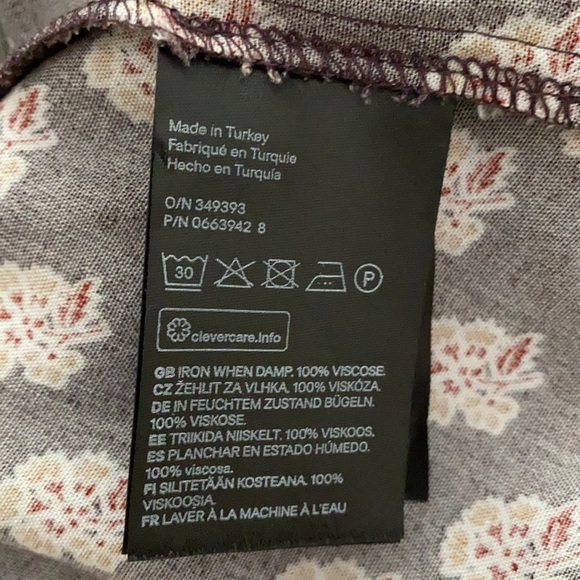 Made in Turkey
Fabriqué en Turquie
Hecho en Turquía
O/N 349393
P/N 0663942 8
30 P
clevercare.info
GB IRON WHEN DAMP. 100% VISCOSE.
CZ ŽEHLIT ZA VLHKA. 100% VISKÓZA.
DE IN FEUCHTEM ZUSTAND BÜGELN.
100% VISKOSE.
EE TRIIKIDA NIISKELT. 100% VISKOOS.
ES PLANCHAR EN ESTADO HÚMEDO.
100% viscosa.
FI SILITETÄÄN KOSTEANA. 100%
VISKOOSIA
FR LAVER À LA MACHINE À L'EAU